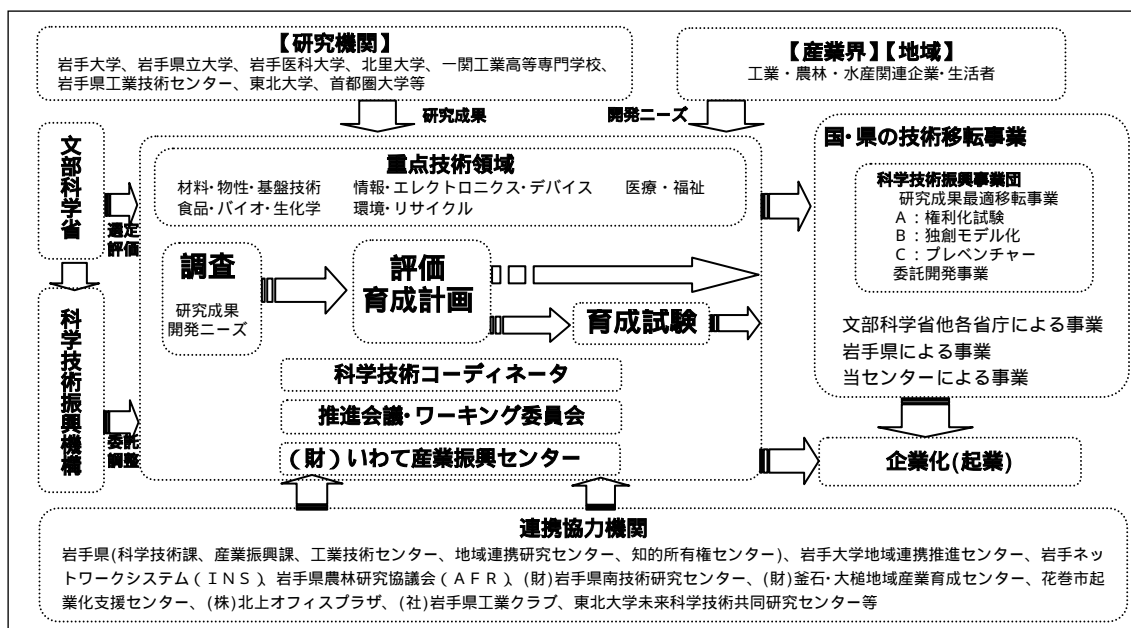 【研究機関】
岩手大学、岩手県立大学、岩手医科大学、北里大学、一関工業高等専門学校、
岩手県工業技術センター、東北大学、首都圏大学等
【産業界】【地域】
工業・農林・水産関連企業・生活者
研究成果
開発ニーズ
文部科学省
選定
評価
科学技術振興機構
委託
調整
重点技術領域
材料・物性・基盤技術 情報・エレクトロニクス・デバイス 医療・福祉
食品・バイオ・生化学 環境・リサイクル
調査
研究成果
開発ニーズ
評価
育成計画
育成試験
科学技術コーディネータ
推進会議・ワーキング委員会
(財)いわて産業振興センター
国・県の技術移転事業
科学技術振興事業団
研究成果最適移転事業
A:権利化試験
B:独創モデル化
C:プレベンチャー
委託開発事業
文部科学省他各省庁による事業
岩手県による事業
当センターによる事業
企業化(起業)
連携協力機関
岩手県(科学技術課、産業振興課、工業技術センター、地域連携研究センター、知的所有権センター)、岩手大学地域連携推進センター、岩手ネッ
トワークシステム(INS)、岩手県農林研究協議会(AFR)、(財)岩手県南技術研究センター、(財)釜石・大槌地域産業育成センター、花巻市起
業化支援センター、(株)北上オフィスプラザ、(社)岩手県工業クラブ、東北大学未来科学技術共同研究センター等